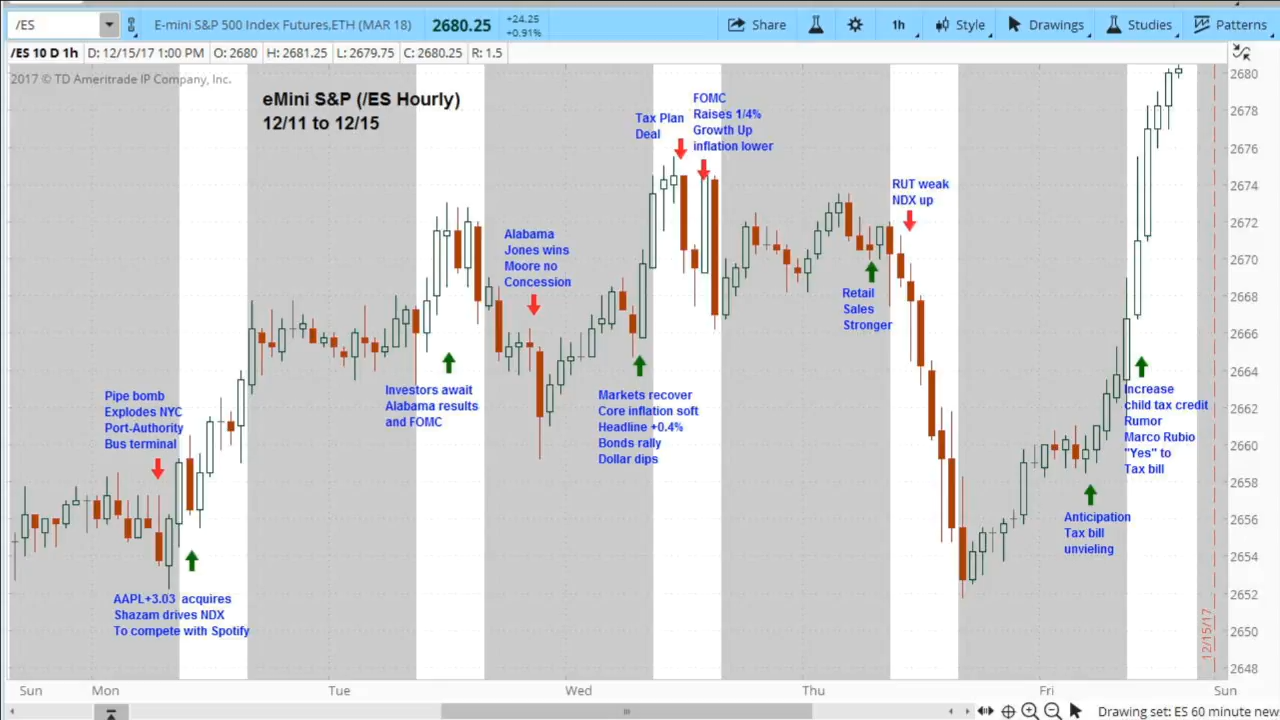 /ES
E-mini S&P 500 Index Futures,ETH (MAR 18)
2680.25
+24.25
+0.91%
Share
1h
Style
Drawings
Studies
Patterns
/ES 10 D 1h
D: 12/15/17 1:00 PM
O: 2680
H: 2681.25
L: 2679.75
C: 2680.25
R: 1.5
2017 © TD Ameritrade IP Company, Inc.
eMini S&P (/ES Hourly)
12/11 to 12/15
Pipe bomb
Explodes NYC
Port-Authority
Bus terminal
AAPL+3.03 acquires
Shazam drives NDX
To compete with Spotify
Investors await
Alabama results
and FOMC
Alabama
Jones wins
Moore no
Concession
Markets recover
Core inflation soft
Headline +0.4%
Bonds rally
Dollar dips
Tax Plan
Deal
FOMC
Raises 1/4%
Growth Up
inflation lower
Retail
Sales
Stronger
RUT weak
NDX up
Anticipation
Tax bill
unvieling
Increase
child tax credit
Rumor
Marco Rubio
"Yes" to
Tax bill
12/15/17
2680
2678
2676
2674
2672
2670
2668
2666
2664
2662
2660
2658
2656
2654
2652
2650
2648
Sun
Mon
Tue
Wed
Thu
Fri
Sun
Drawing set: ES 60 minute new